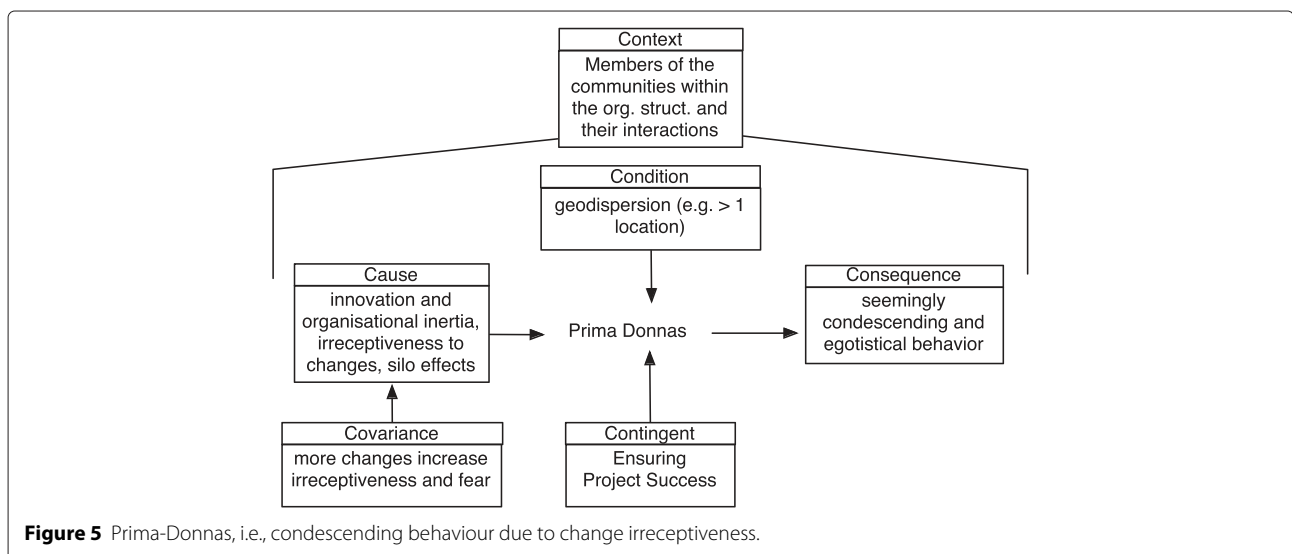 Context
Members of the
communities within
the org. struct. and
their interactions
Condition
geodispersion (e.g. > 1
location)
Cause
innovation and
organisational inertia,
irreceptiveness to
changes, silo effects
Prima Donnas
Consequence
seemingly
condescending and
egotistical behavior
Covariance
more changes increase
irreceptiveness and fear
Contingent
Ensuring
Project Success
Figure 5 Prima-Donnas, i.e., condescending behaviour due to change irreceptiveness.